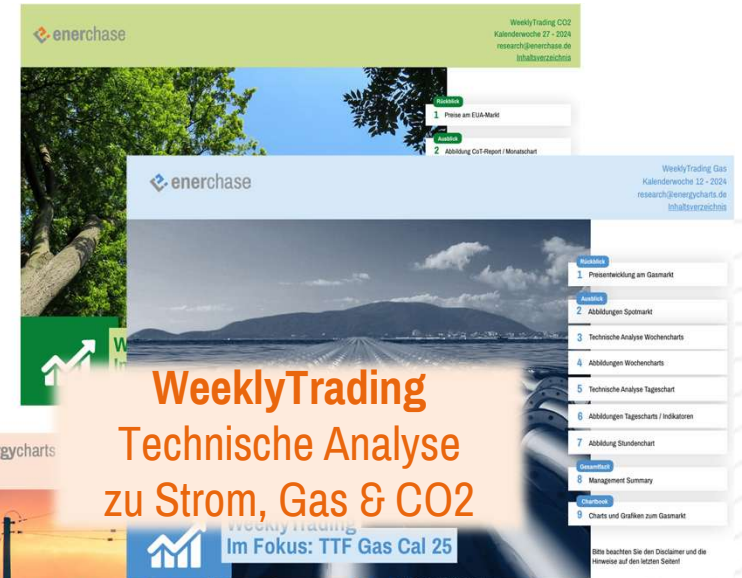 enerchase
WeeklyTrading CO2
Kalenderwoche 27 - 2024
research@enerchase.de
Inhaltsverzeichnis
Rückblick
1 Preise am EUA-Markt
Ausblick
2 Abbildung CoT-Report / Monatschart
enerchase
WeeklyTrading Gas
Kalenderwoche 12 - 2024
research@energycharts.de
Inhaltsverzeichnis
Rückblick
1 Preisentwicklung am Gasmarkt
Ausblick
2 Abbildungen Spotmarkt
3 Technische Analyse Wochencharts
4 Abbildungen Wochencharts
5 Technische Analyse Tageschart
6 Abbildungen Tagescharts / Indikatoren
7 Abbildung Stundenchart
Gesamtfazit
8 Management Summary
Chartbook
9 Charts und Grafiken zum Gasmarkt
Bitte beachten Sie den Disclaimer und die
Hinweise auf den letzten Seiten!
WeeklyTrading
Technische Analyse
zu Strom, Gas & CO2
gycharts
WeeklyTrading
Im Fokus: TTF Gas Cal 25